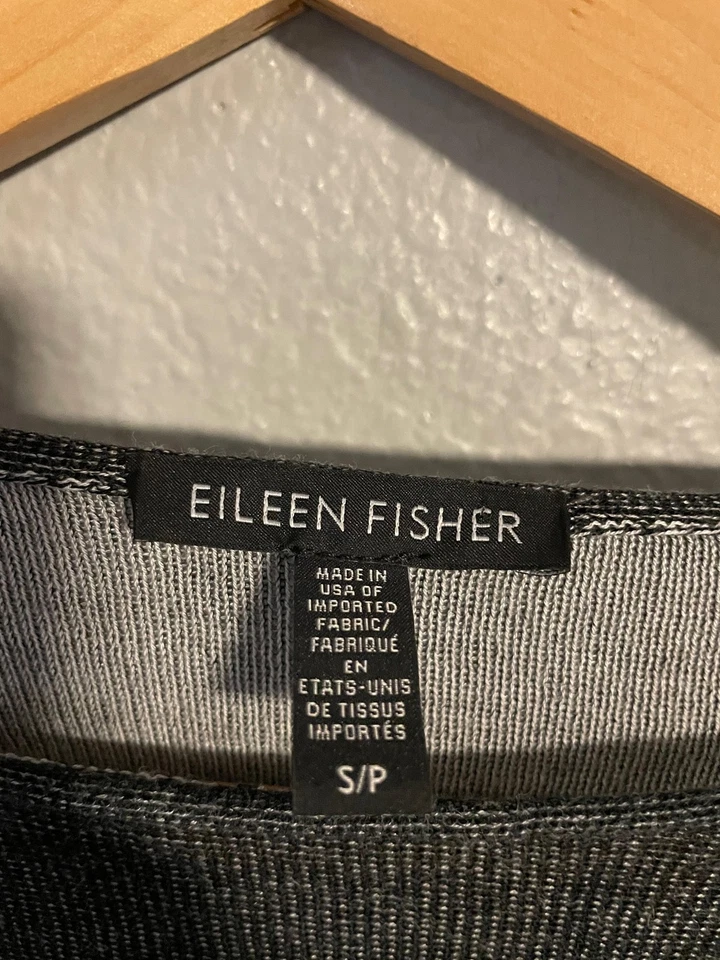 EILEEN FISHER
MADE IN
USA OF
IMPORTED
FABRIC/
FABRIQUÉ
EN
ETATS-UNIS
DE TISSUS
IMPORTÉS
S/P